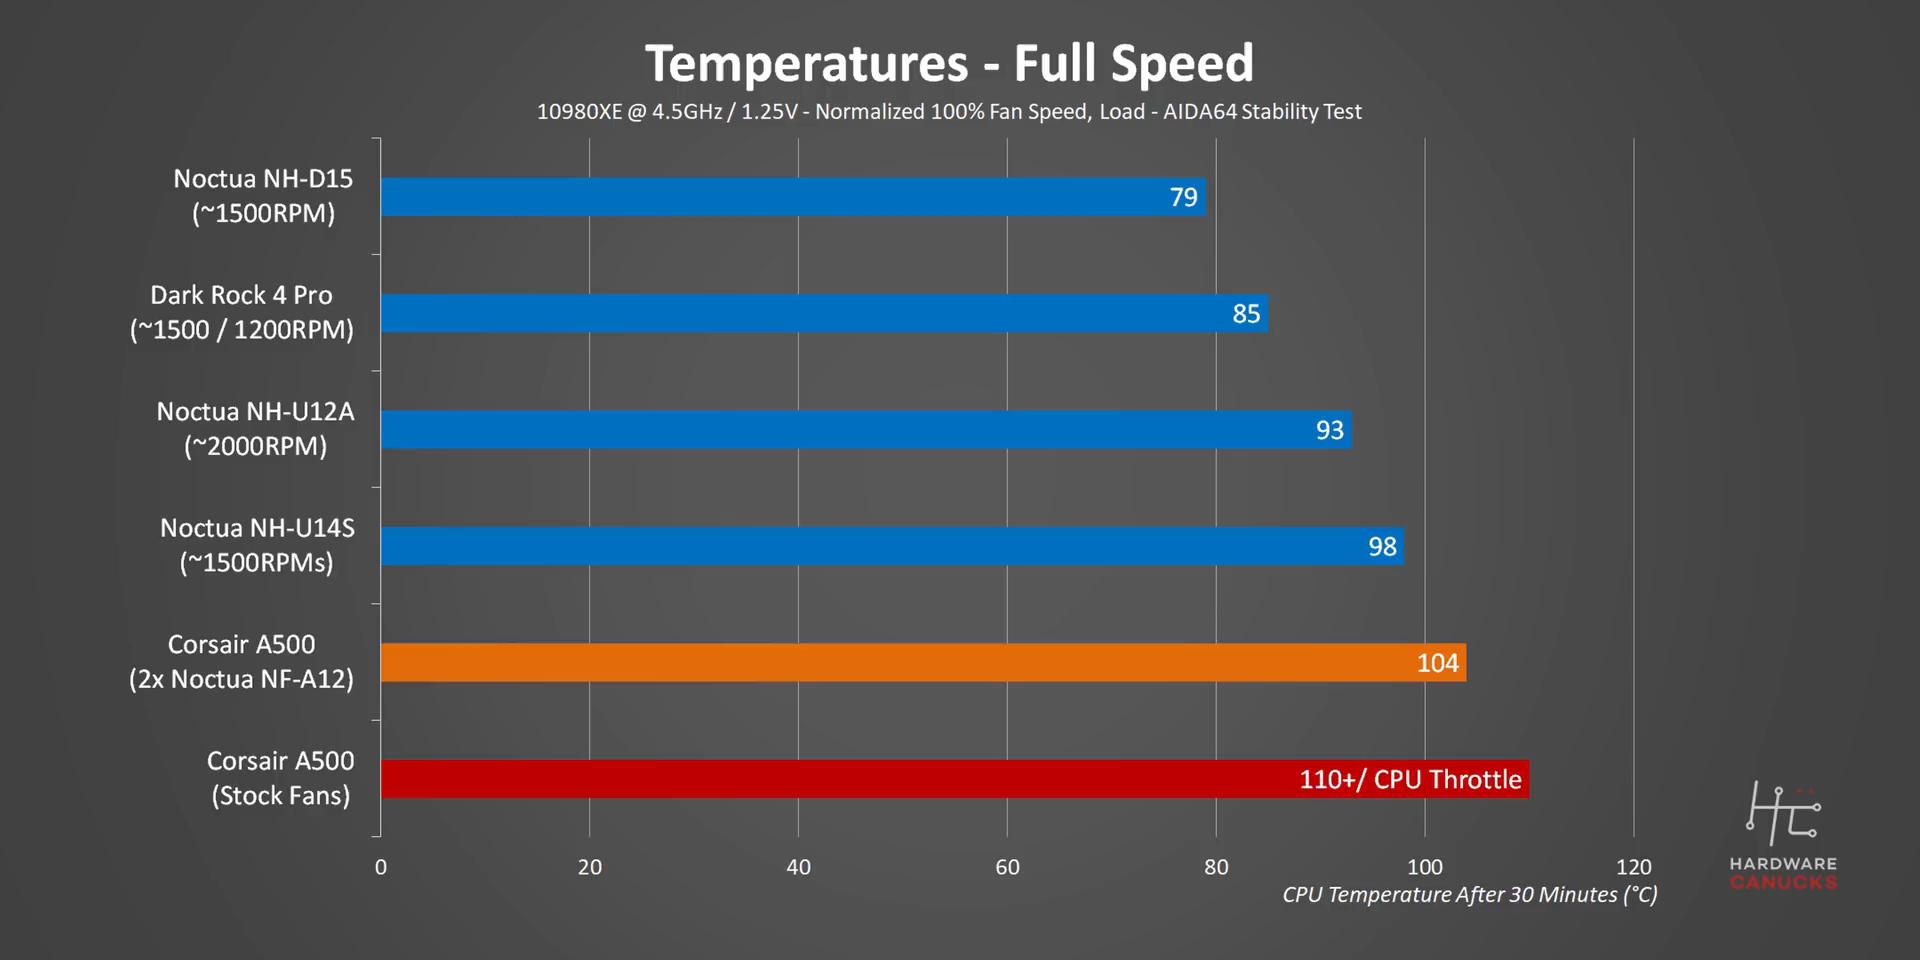 Temperatures - Full Speed
10980XE @ 4.5GHz / 1.25V - Normalized 100% Fan Speed, Load - AIDA64 Stability Test
Noctua NH-D15
(~1500RPM)
79
Dark Rock 4 Pro
(~1500 / 1200RPM)
85
Noctua NH-U12A
(~2000RPM)
93
Noctua NH-U14S
(~1500RPMs)
98
Corsair A500
(2x Noctua NF-A12)
104
Corsair A500
(Stock Fans)
110+/ CPU Throttle
0 20 40 60 80 100 120
CPU Temperature After 30 Minutes (°C)
HARDWARE
CANUCKS